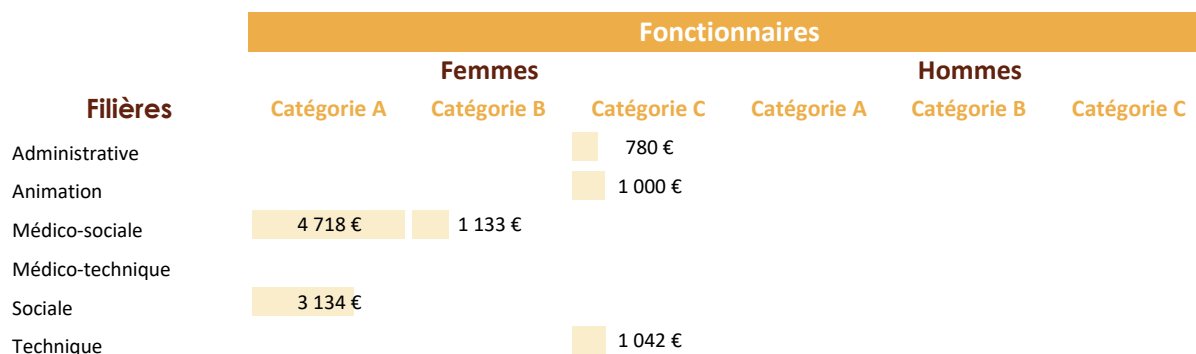 Fonctionnaires
Femmes Hommes
Filières Catégorie A Catégorie B Catégorie C Catégorie A Catégorie B Catégorie C
Administrative 780 €
Animation 1 000 €
Médico-sociale 4 718 € 1 133 €
Médico-technique
Sociale 3 134 €
Technique 1 042 €